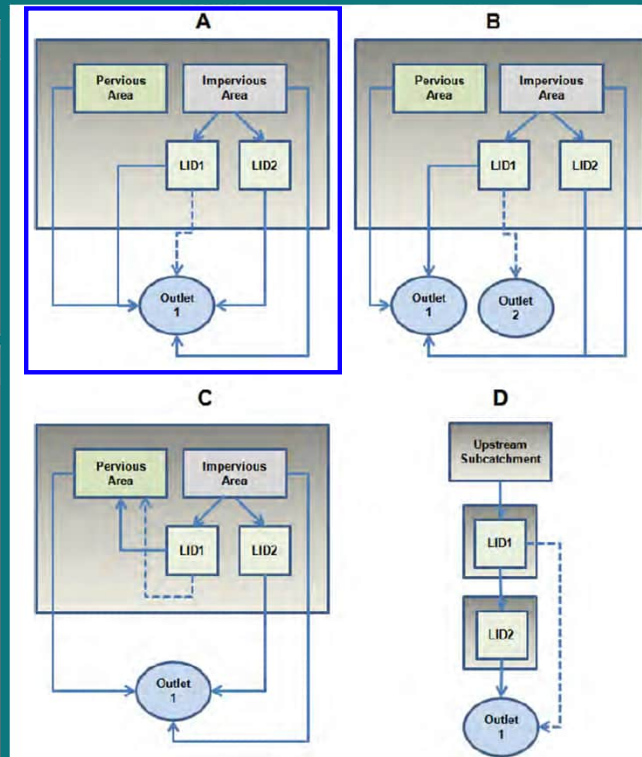 A
Pervious
Area
Impervious
Area
LID1
LID2
Outlet
1
B
Pervious
Area
Impervious
Area
LID1
LID2
Outlet
1
Outlet
2
C
Pervious
Area
Impervious
Area
LID1
LID2
Outlet
1
D
Upstream
Subcatchment
LID1
LID2
Outlet
1